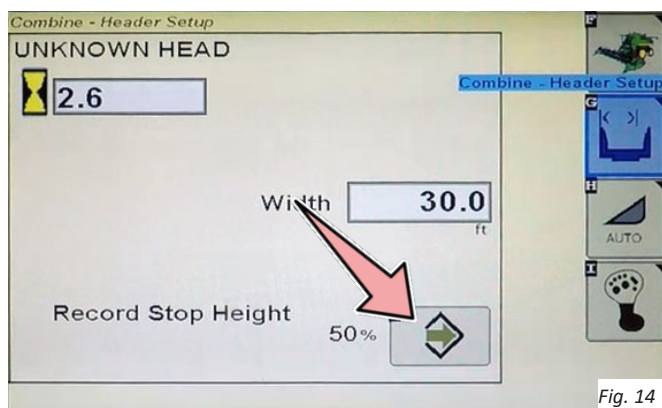 Combine - Header Setup
UNKNOWN HEAD
2.6
Combine - Header Setup
Width 30.0
ft
Record Stop Height
50%
F
G
H
AUTO
I
Fig. 14